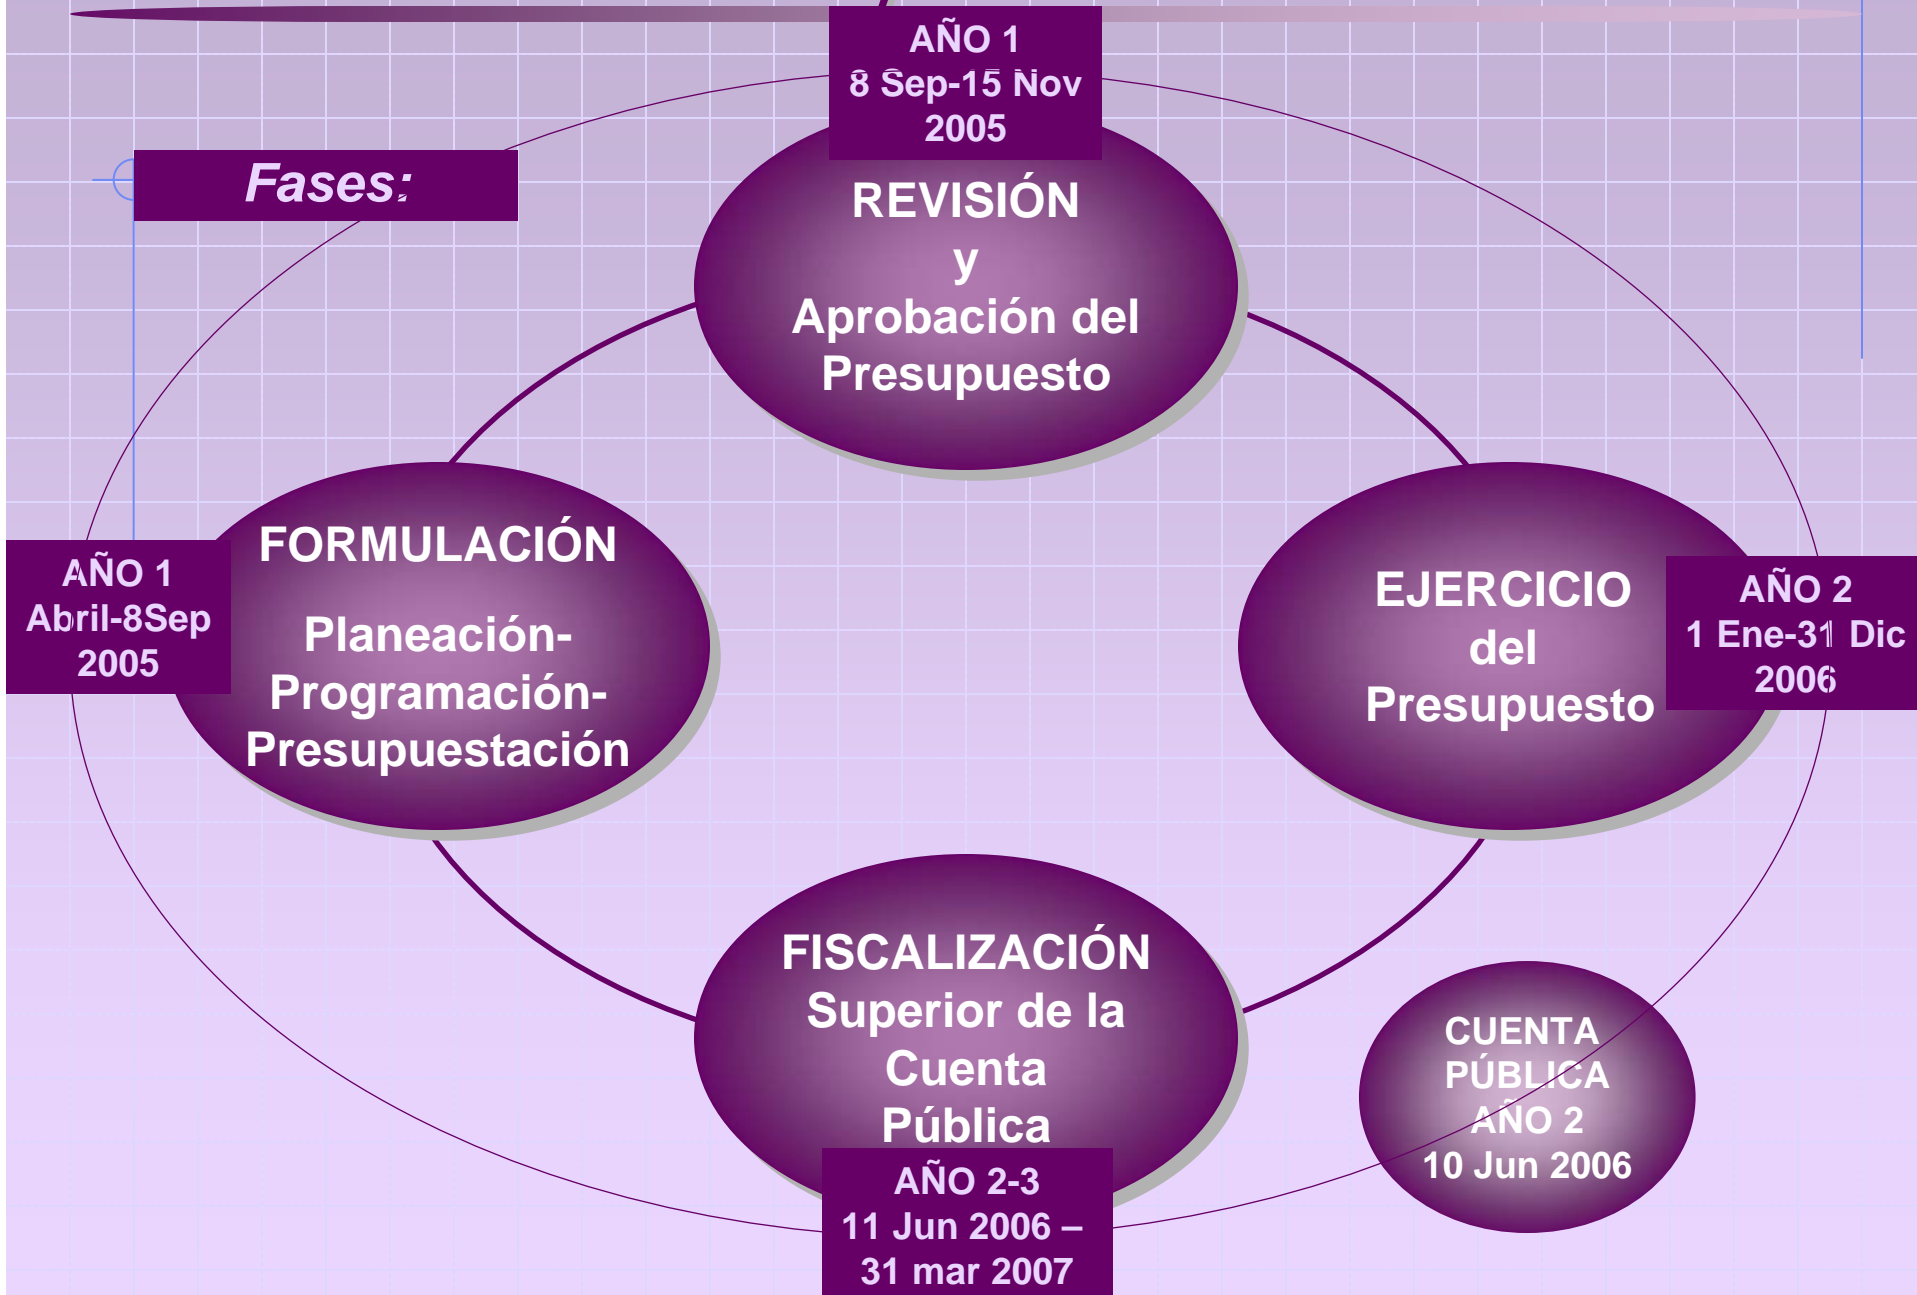 Fases:
AÑO 1
8 Sep-15 Nov
2005
REVISIÓN
y
Aprobación del
Presupuesto
AÑO 1
Abril-8Sep
2005
FORMULACIÓN
Planeación-
Programación-
Presupuestación
EJERCICIO
del
Presupuesto
AÑO 2
1 Ene-31 Dic
2006
FISCALIZACIÓN
Superior de la
Cuenta
Pública
AÑO 2-3
11 Jun 2006 –
31 mar 2007
CUENTA
PÚBLICA
AÑO 2
10 Jun 2006